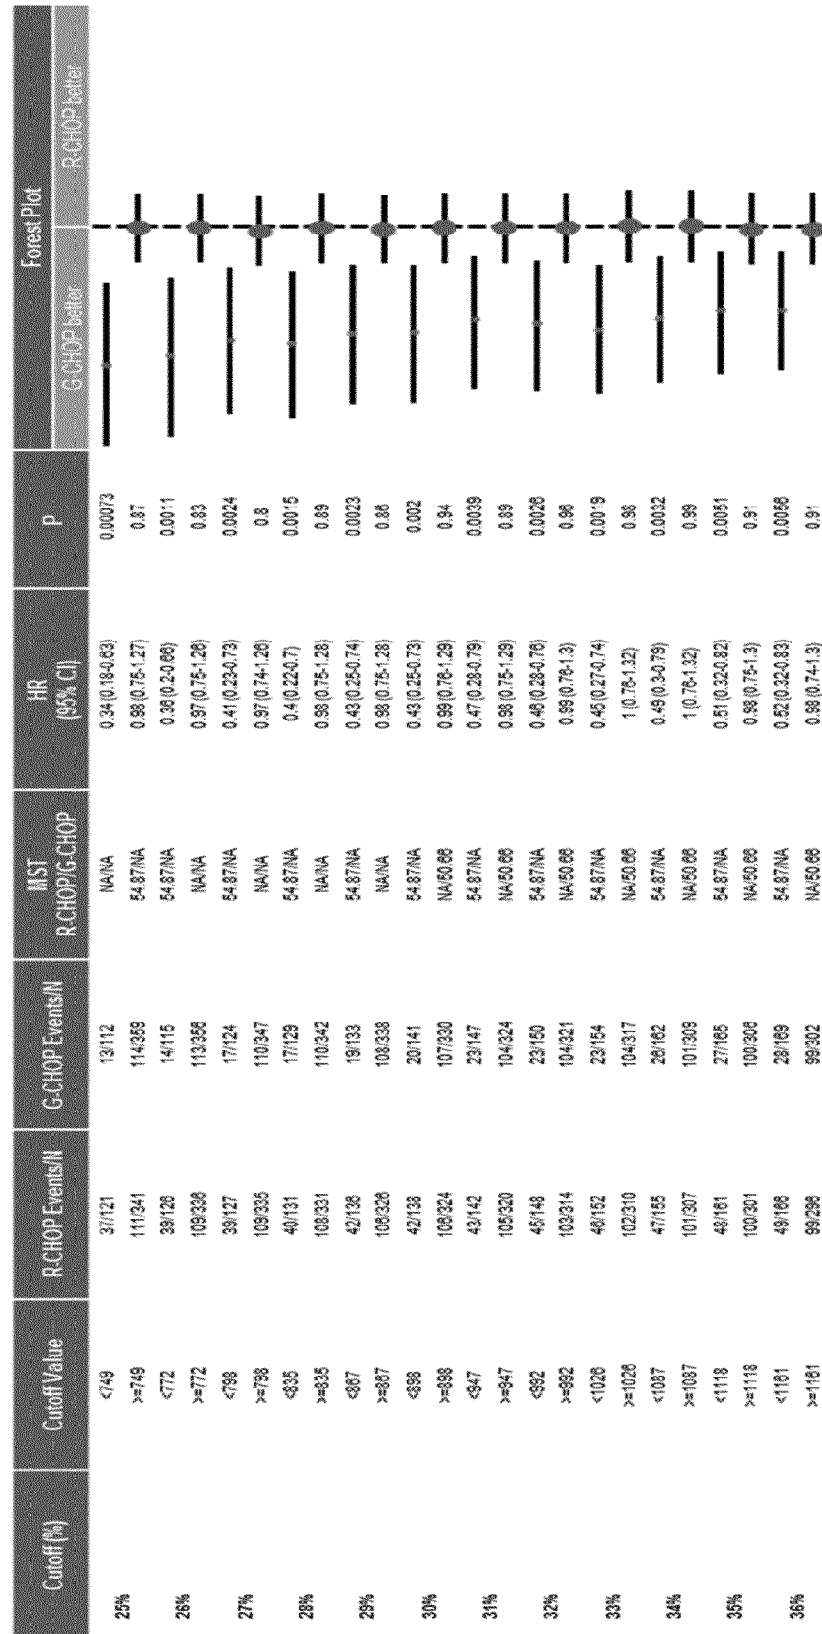 Cutoff (%) Cutoff Value R-CHOP Events/N G-CHOP Events/N MST R-CHOP/G-CHOP HR (95% CI) P Forest Plot
G-CHOP better R-CHOP better
25% <749 37/121 13/112 NA/NA 0.34 (0.18-0.63) 0.00073
>=749 111/341 114/359 54.87/NA 0.98 (0.75-1.27) 0.87
26% <772 39/126 14/115 54.87/NA 0.36 (0.2-0.66) 0.0011
>=772 109/336 113/356 NA/NA 0.97 (0.75-1.26) 0.83
27% <798 39/127 17/124 54.87/NA 0.41 (0.23-0.73) 0.0024
>=798 109/335 110/347 NA/NA 0.97 (0.74-1.26) 0.8
28% <835 40/131 17/129 54.87/NA 0.4 (0.22-0.7) 0.0015
>=835 108/331 110/342 NA/NA 0.98 (0.75-1.28) 0.89
29% <867 42/136 19/133 54.87/NA 0.43 (0.25-0.74) 0.0023
>=867 106/326 108/338 NA/NA 0.98 (0.75-1.28) 0.86
30% <898 42/138 20/141 54.87/NA 0.43 (0.25-0.73) 0.002
>=898 106/324 107/330 NA/50.66 0.99 (0.76-1.29) 0.94
31% <947 43/142 23/147 54.87/NA 0.47 (0.28-0.79) 0.0039
>=947 105/320 104/324 NA/50.66 0.98 (0.75-1.29) 0.89
32% <992 45/148 23/150 54.87/NA 0.46 (0.28-0.76) 0.0026
>=992 103/314 104/321 NA/50.66 0.99 (0.76-1.3) 0.96
33% <1026 46/152 23/154 54.87/NA 0.45 (0.27-0.74) 0.0019
>=1026 102/310 104/317 NA/50.66 1 (0.76-1.32) 0.98
34% <1087 47/155 26/162 54.87/NA 0.49 (0.3-0.79) 0.0032
>=1087 101/307 101/309 NA/50.66 1 (0.76-1.32) 0.99
35% <1118 48/161 27/165 54.87/NA 0.51 (0.32-0.82) 0.0051
>=1118 100/301 100/306 NA/50.66 0.98 (0.75-1.3) 0.91
36% <1161 49/166 28/169 54.87/NA 0.52 (0.32-0.83) 0.0056
>=1161 99/296 99/302 NA/50.66 0.98 (0.74-1.3) 0.91